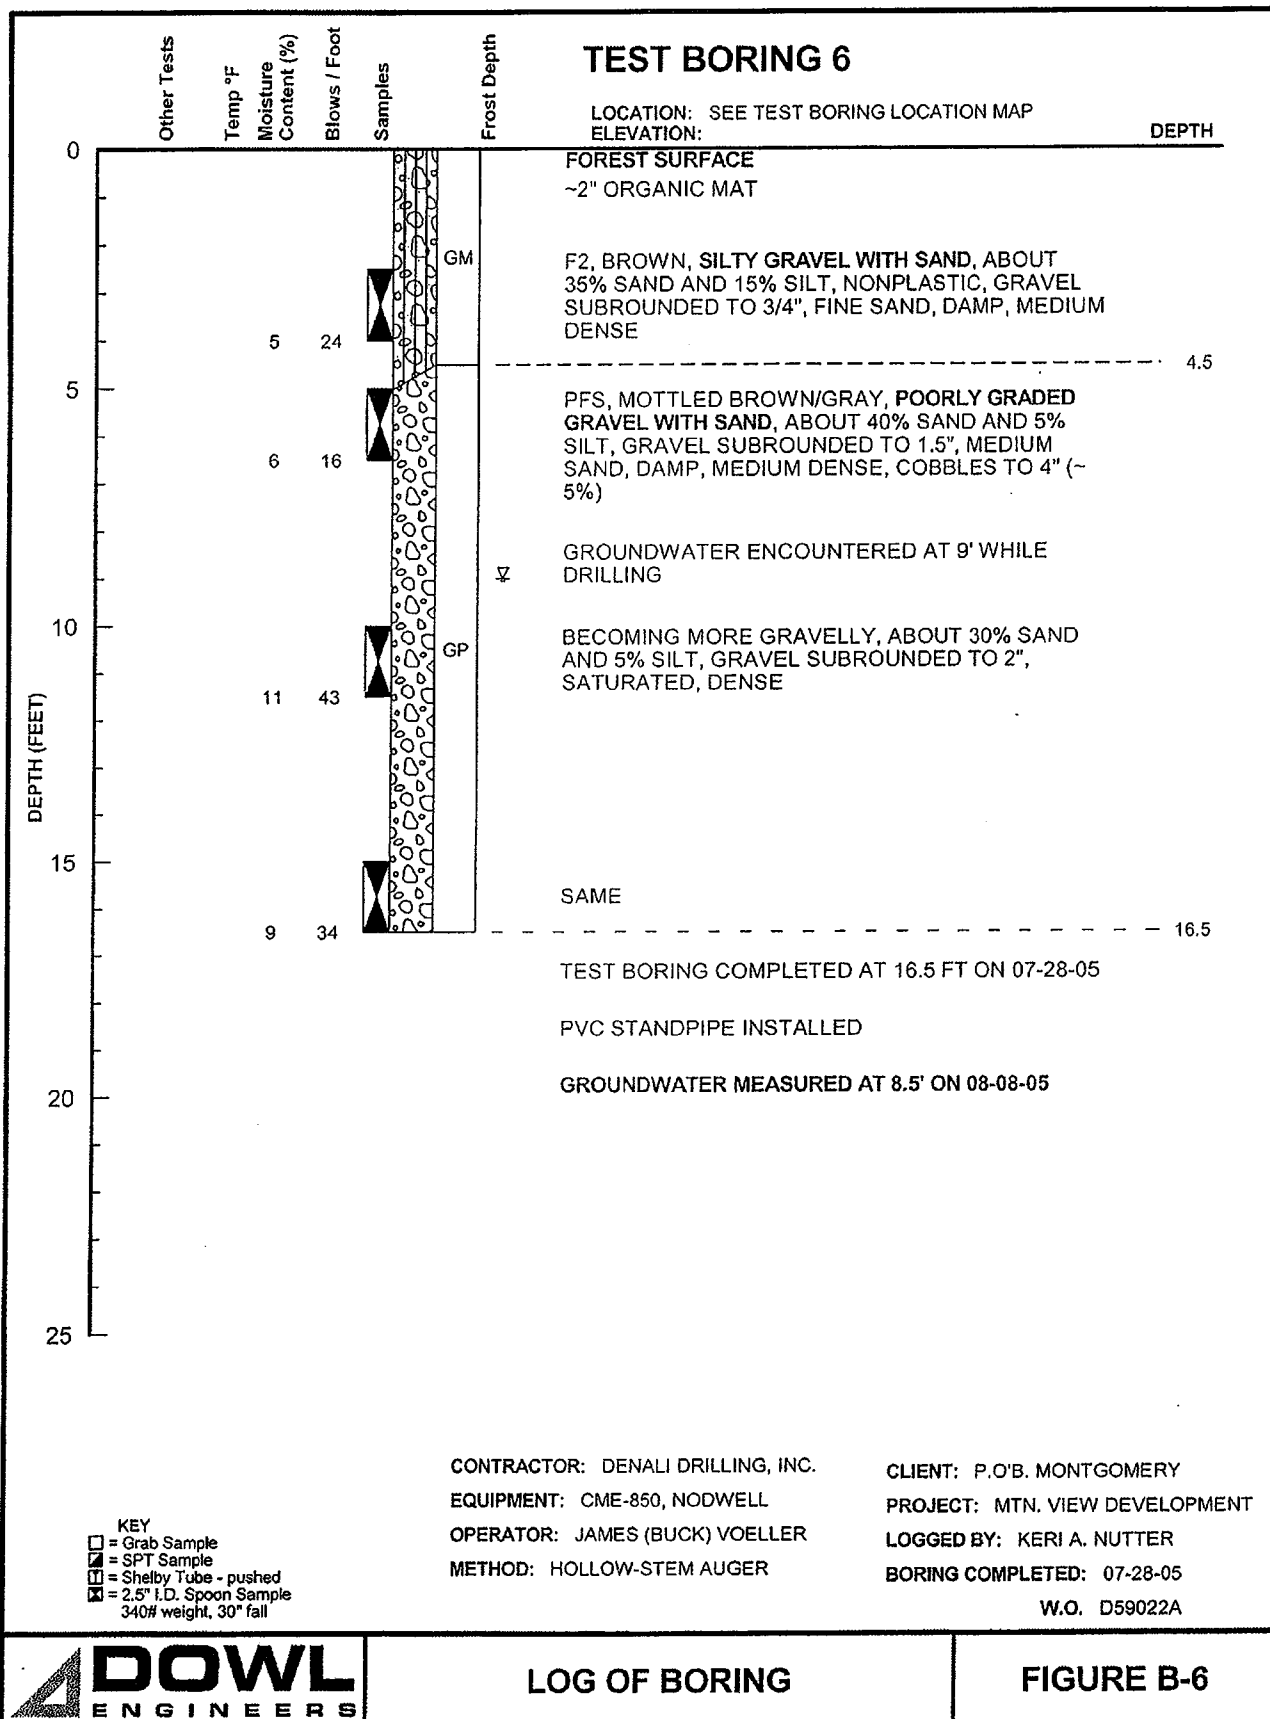 Other Tests
Temp °F
Moisture
Content (%)
Blows / Foot
Samples
Frost Depth
TEST BORING 6
LOCATION: SEE TEST BORING LOCATION MAP
ELEVATION:
DEPTH
0
FOREST SURFACE
~2" ORGANIC MAT
GM
F2, BROWN, SILTY GRAVEL WITH SAND, ABOUT
35% SAND AND 15% SILT, NONPLASTIC, GRAVEL
SUBROUNDED TO 3/4", FINE SAND, DAMP, MEDIUM
DENSE
5 24
4.5
5
PFS, MOTTLED BROWN/GRAY, POORLY GRADED
GRAVEL WITH SAND, ABOUT 40% SAND AND 5%
SILT, GRAVEL SUBROUNDED TO 1.5", MEDIUM
SAND, DAMP, MEDIUM DENSE, COBBLES TO 4" (~
5%)
6 16
GROUNDWATER ENCOUNTERED AT 9' WHILE
DRILLING
10
GP
BECOMING MORE GRAVELLY, ABOUT 30% SAND
AND 5% SILT, GRAVEL SUBROUNDED TO 2",
SATURATED, DENSE
11 43
DEPTH (FEET)
15
SAME
9 34
16.5
TEST BORING COMPLETED AT 16.5 FT ON 07-28-05
PVC STANDPIPE INSTALLED
GROUNDWATER MEASURED AT 8.5' ON 08-08-05
20
25
CONTRACTOR: DENALI DRILLING, INC.
EQUIPMENT: CME-850, NODWELL
OPERATOR: JAMES (BUCK) VOELLER
METHOD: HOLLOW-STEM AUGER
CLIENT: P.O'B. MONTGOMERY
PROJECT: MTN. VIEW DEVELOPMENT
LOGGED BY: KERI A. NUTTER
BORING COMPLETED: 07-28-05
W.O. D59022A
KEY
= Grab Sample
= SPT Sample
= Shelby Tube - pushed
= 2.5" I.D. Spoon Sample
340# weight, 30" fall
DOWL
ENGINEERS
LOG OF BORING
FIGURE B-6